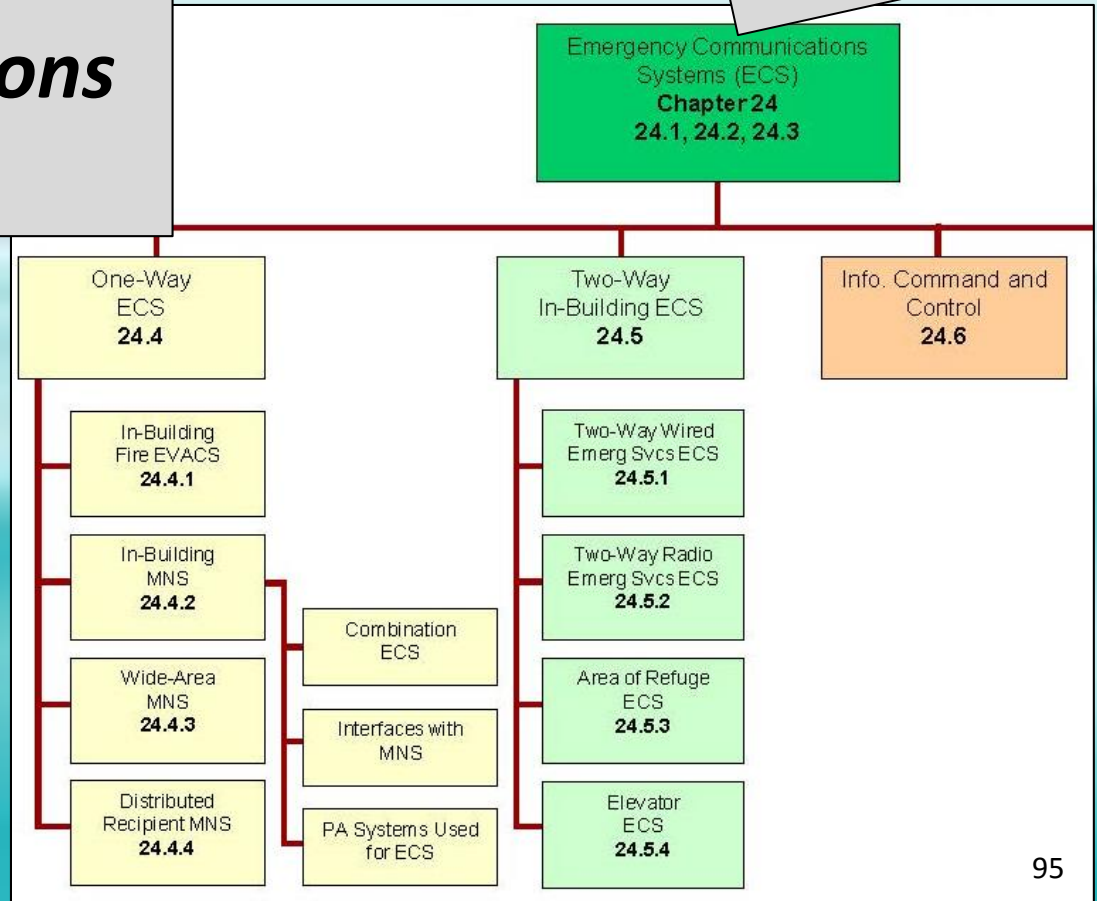 ons
Emergency Communications
Systems (ECS)
Chapter 24
24.1, 24.2, 24.3
One-Way
ECS
24.4
Two-Way
In-Building ECS
24.5
Info. Command and
Control
24.6
In-Building
Fire EVACS
24.4.1
In-Building
MNS
24.4.2
Wide-Area
MNS
24.4.3
Distributed
Recipient MNS
24.4.4
Combination
ECS
Interfaces with
MNS
PA Systems Used
for ECS
Two-Way Wired
Emerg Svcs ECS
24.5.1
Two-Way Radio
Emerg Svcs ECS
24.5.2
Area of Refuge
ECS
24.5.3
Elevator
ECS
24.5.4
95